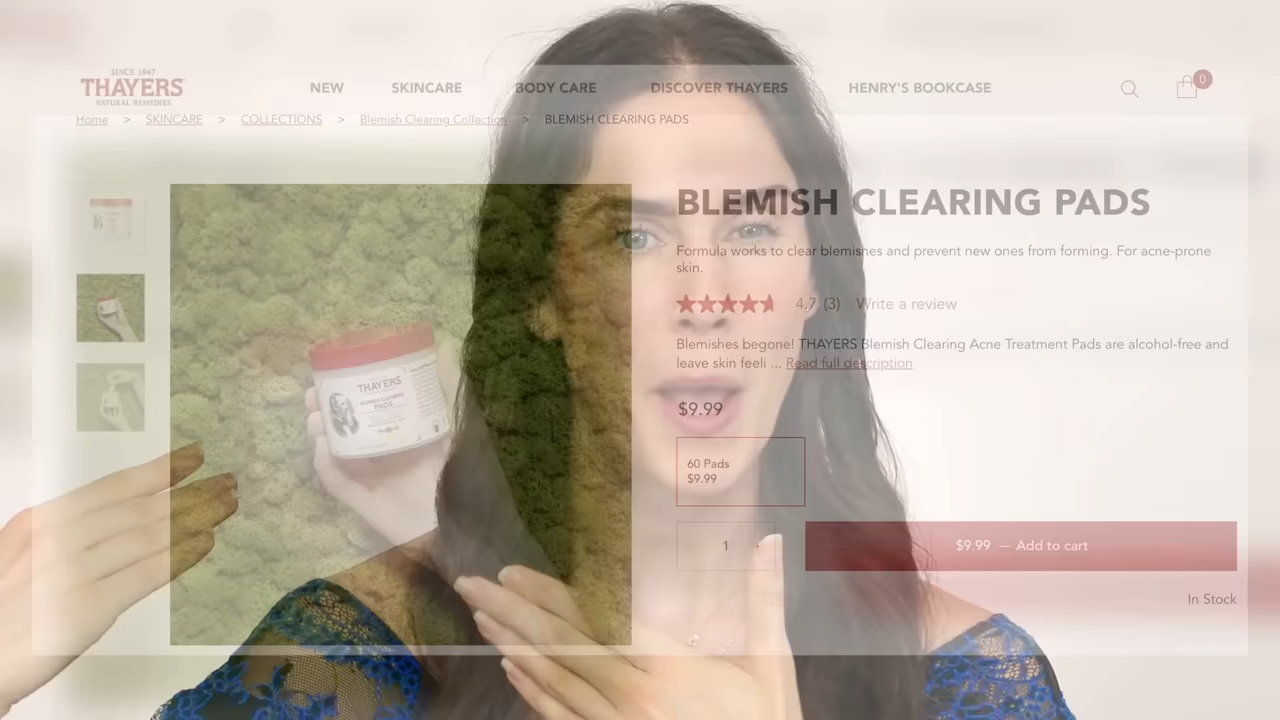 SINCE 1847
THAYERS
NATURAL REMEDIES
NEW
SKINCARE
BODY CARE
DISCOVER THAYERS
HENRY'S BOOKCASE
0
Home > SKINCARE > COLLECTIONS > Blemish Clearing Collection > BLEMISH CLEARING PADS
BLEMISH CLEARING PADS
Formula works to clear blemishes and prevent new ones from forming. For acne-prone
skin.
4.7 (3) Write a review
Blemishes begone! THAYERS Blemish Clearing Acne Treatment Pads are alcohol-free and
leave skin feeli ... Read full description
$9.99
60 Pads
$9.99
1 +
$9.99 — Add to cart
In Stock
THAYERS
BLEMISH CLEARING
PADS